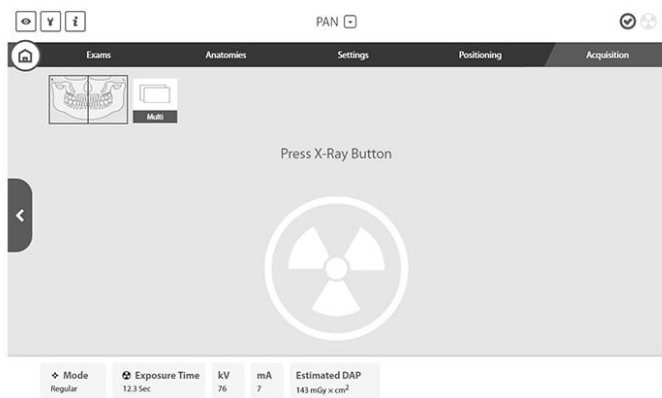 PAN
Exams Anatomies Settings Positioning Acquisition
Multi
Press X-Ray Button
Mode Exposure Time kV mA Estimated DAP
Regular 12.3 Sec 76 7 143 mGy × cm²